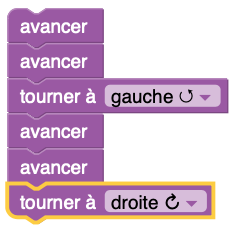 avancer
avancer
tourner à gauche ↺
avancer
avancer
tourner à droite ↻